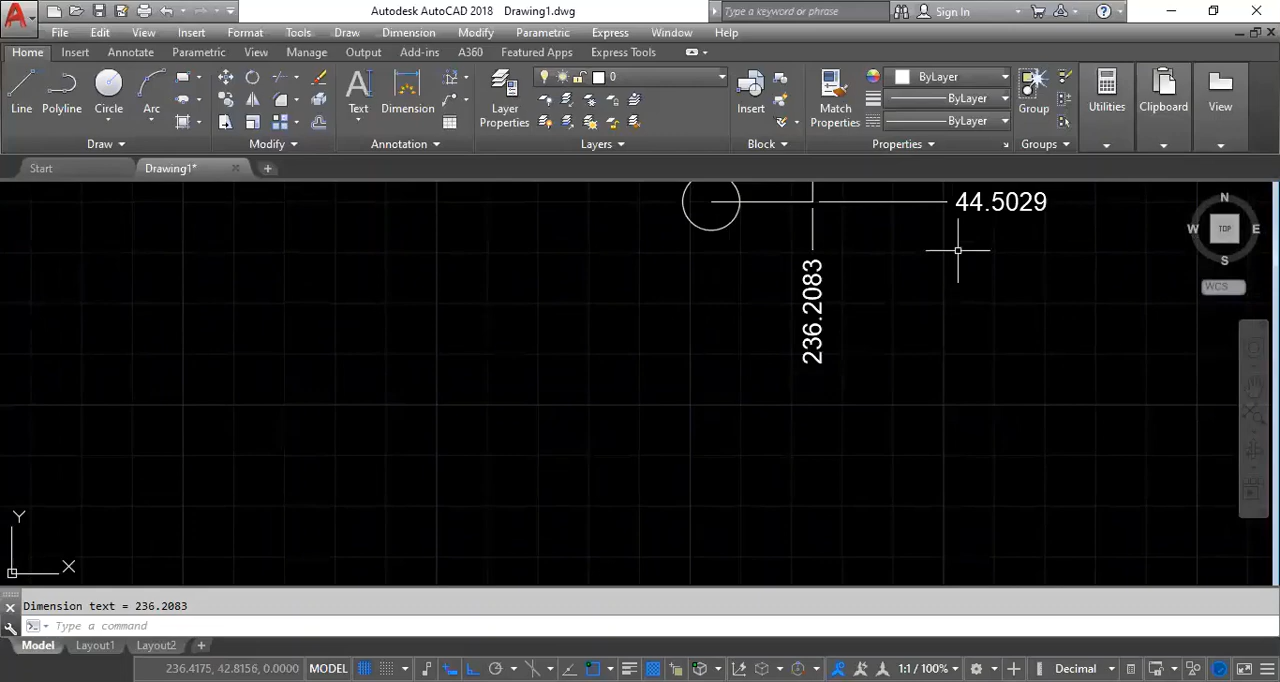 Autodesk AutoCAD 2018 Drawing1.dwg
Type a keyword or phrase
Sign In
File Edit View Insert Format Tools Draw Dimension Modify Parametric Express Window Help
Home Insert Annotate Parametric View Manage Output Add-ins A360 Featured Apps Express Tools
0
ByLayer
ByLayer
ByLayer
Line Polyline Circle Arc
Text Dimension
Layer Properties
Insert
Match Properties
Group
Utilities
Clipboard
View
Draw Modify Annotation Layers Block Properties Groups
Start Drawing1*
44.5029
236.2083
N
W TOP E
S
WCS
Y
X
Dimension text = 236.2083
Type a command
Model Layout1 Layout2
236.4175, 42.8156, 0.0000 MODEL 1:1 / 100% Decimal